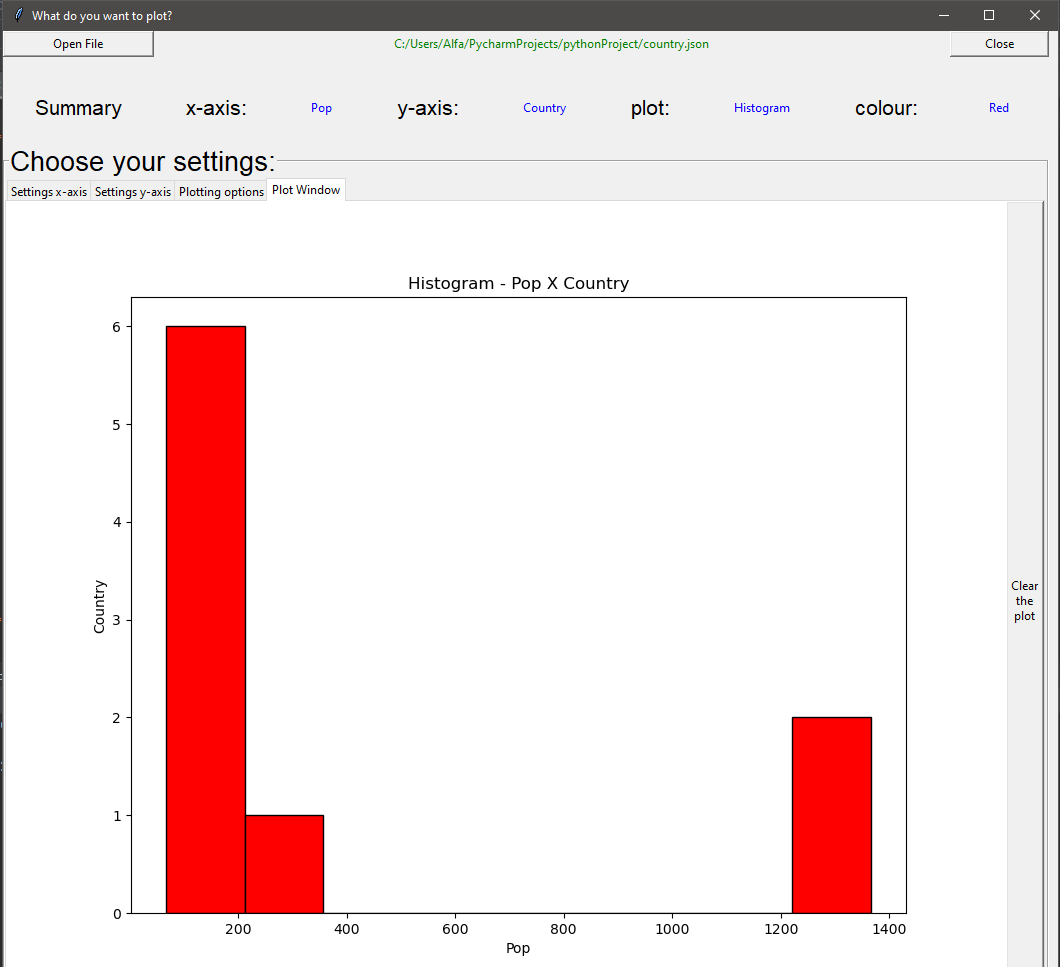 What do you want to plot?
Open File C:/Users/Alfa/PycharmProjects/pythonProject/country.json Close
Summary x-axis: Pop y-axis: Country plot: Histogram colour: Red
Choose your settings:
Settings x-axis Settings y-axis Plotting options Plot Window
Histogram - Pop X Country
6
5
4
3
2
1
0
Country
200 400 600 800 1000 1200 1400
Pop
Clear
the
plot